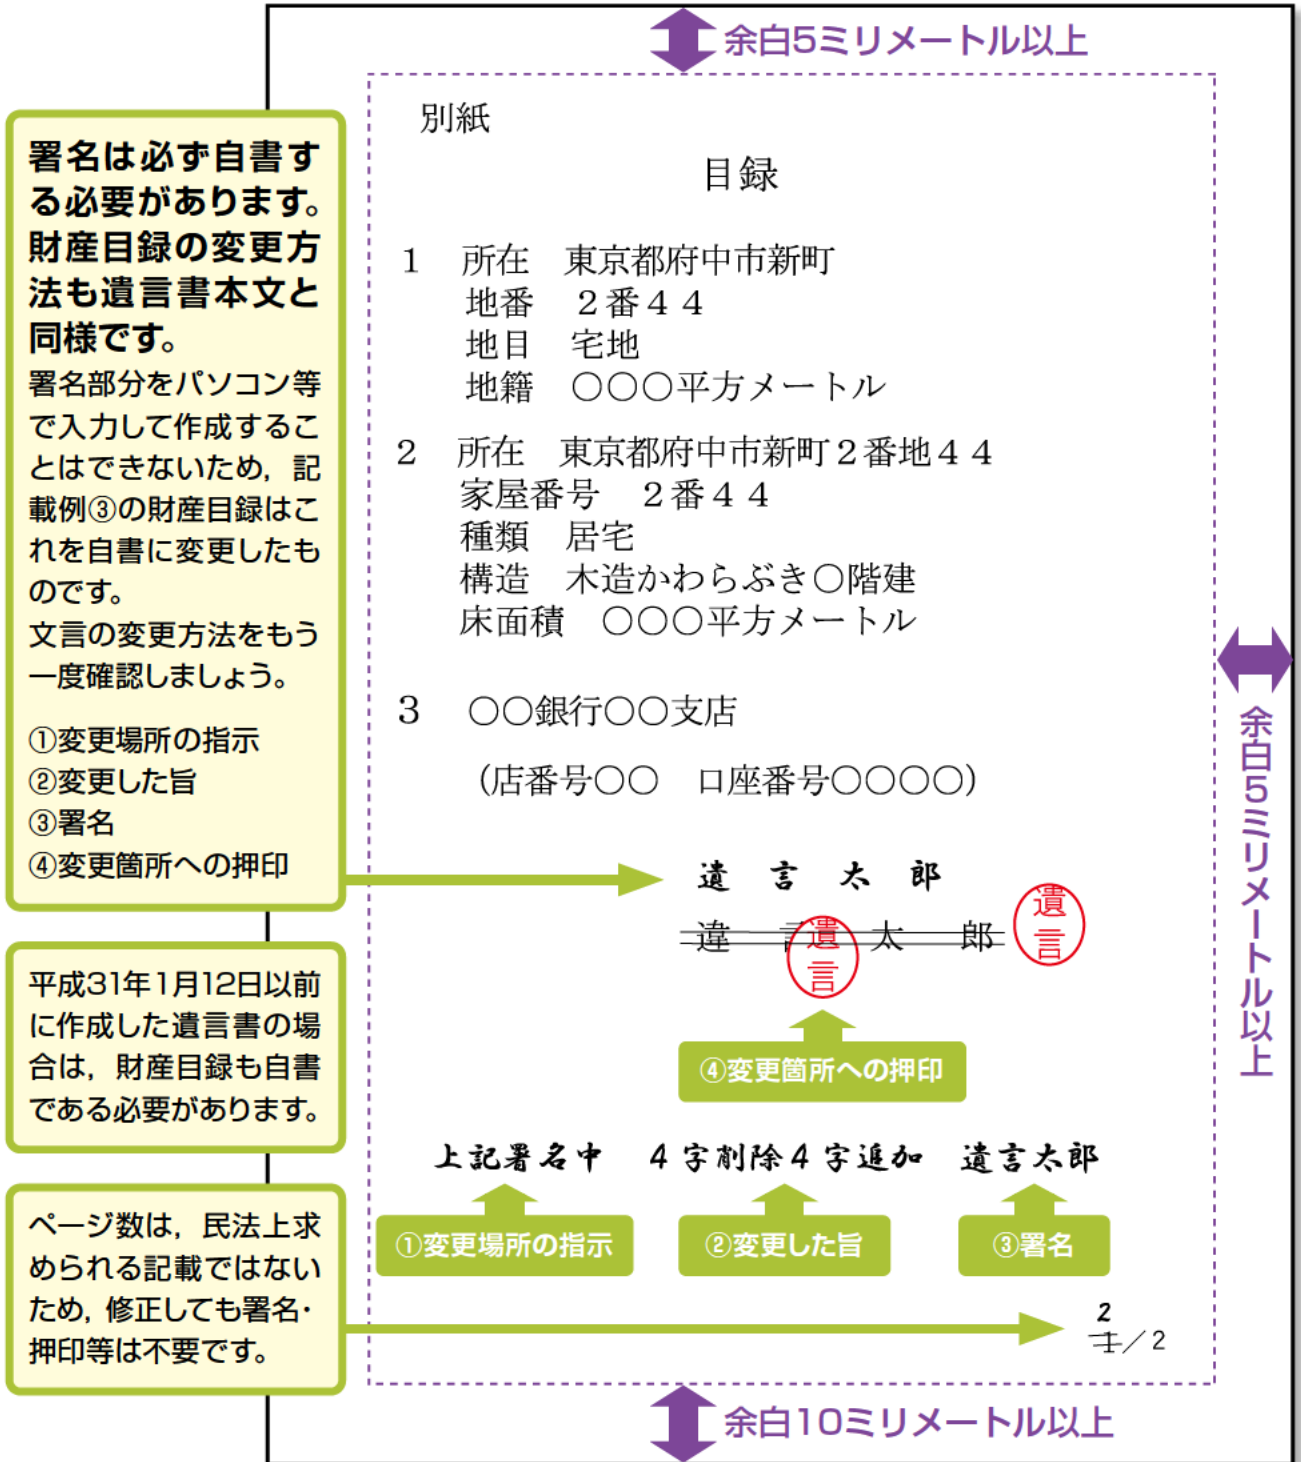 余白5ミリメートル以上
署名は必ず自書す
る必要があります。
財産目録の変更方
法も遺言書本文と
同様です。
署名部分をパソコン等
で入力して作成するこ
とはできないため，記
載例③の財産目録はこ
れを自書に変更したも
のです。
文言の変更方法をもう
一度確認しましょう。
①変更場所の指示
②変更した旨
③署名
④変更箇所への押印
平成31年1月12日以前
に作成した遺言書の場
合は，財産目録も自書
である必要があります。
ページ数は，民法上求
められる記載ではない
ため，修正しても署名・
押印等は不要です。
別紙
目録
１　所在　東京都府中市新町
地番　２番４４
地目　宅地
地籍　○○○平方メートル
２　所在　東京都府中市新町２番地４４
家屋番号　２番４４
種類　居宅
構造　木造かわらぶき○階建
床面積　○○○平方メートル
３　○○銀行○○支店
（店番号○○　口座番号○○○○）
遺　言　太　郎
違　言　太　郎
遺言
遺言
④変更箇所への押印
上記署名中　４字削除４字追加　遺言太郎
①変更場所の指示
②変更した旨
③署名
2
1／2
余白5ミリメートル以上
余白10ミリメートル以上